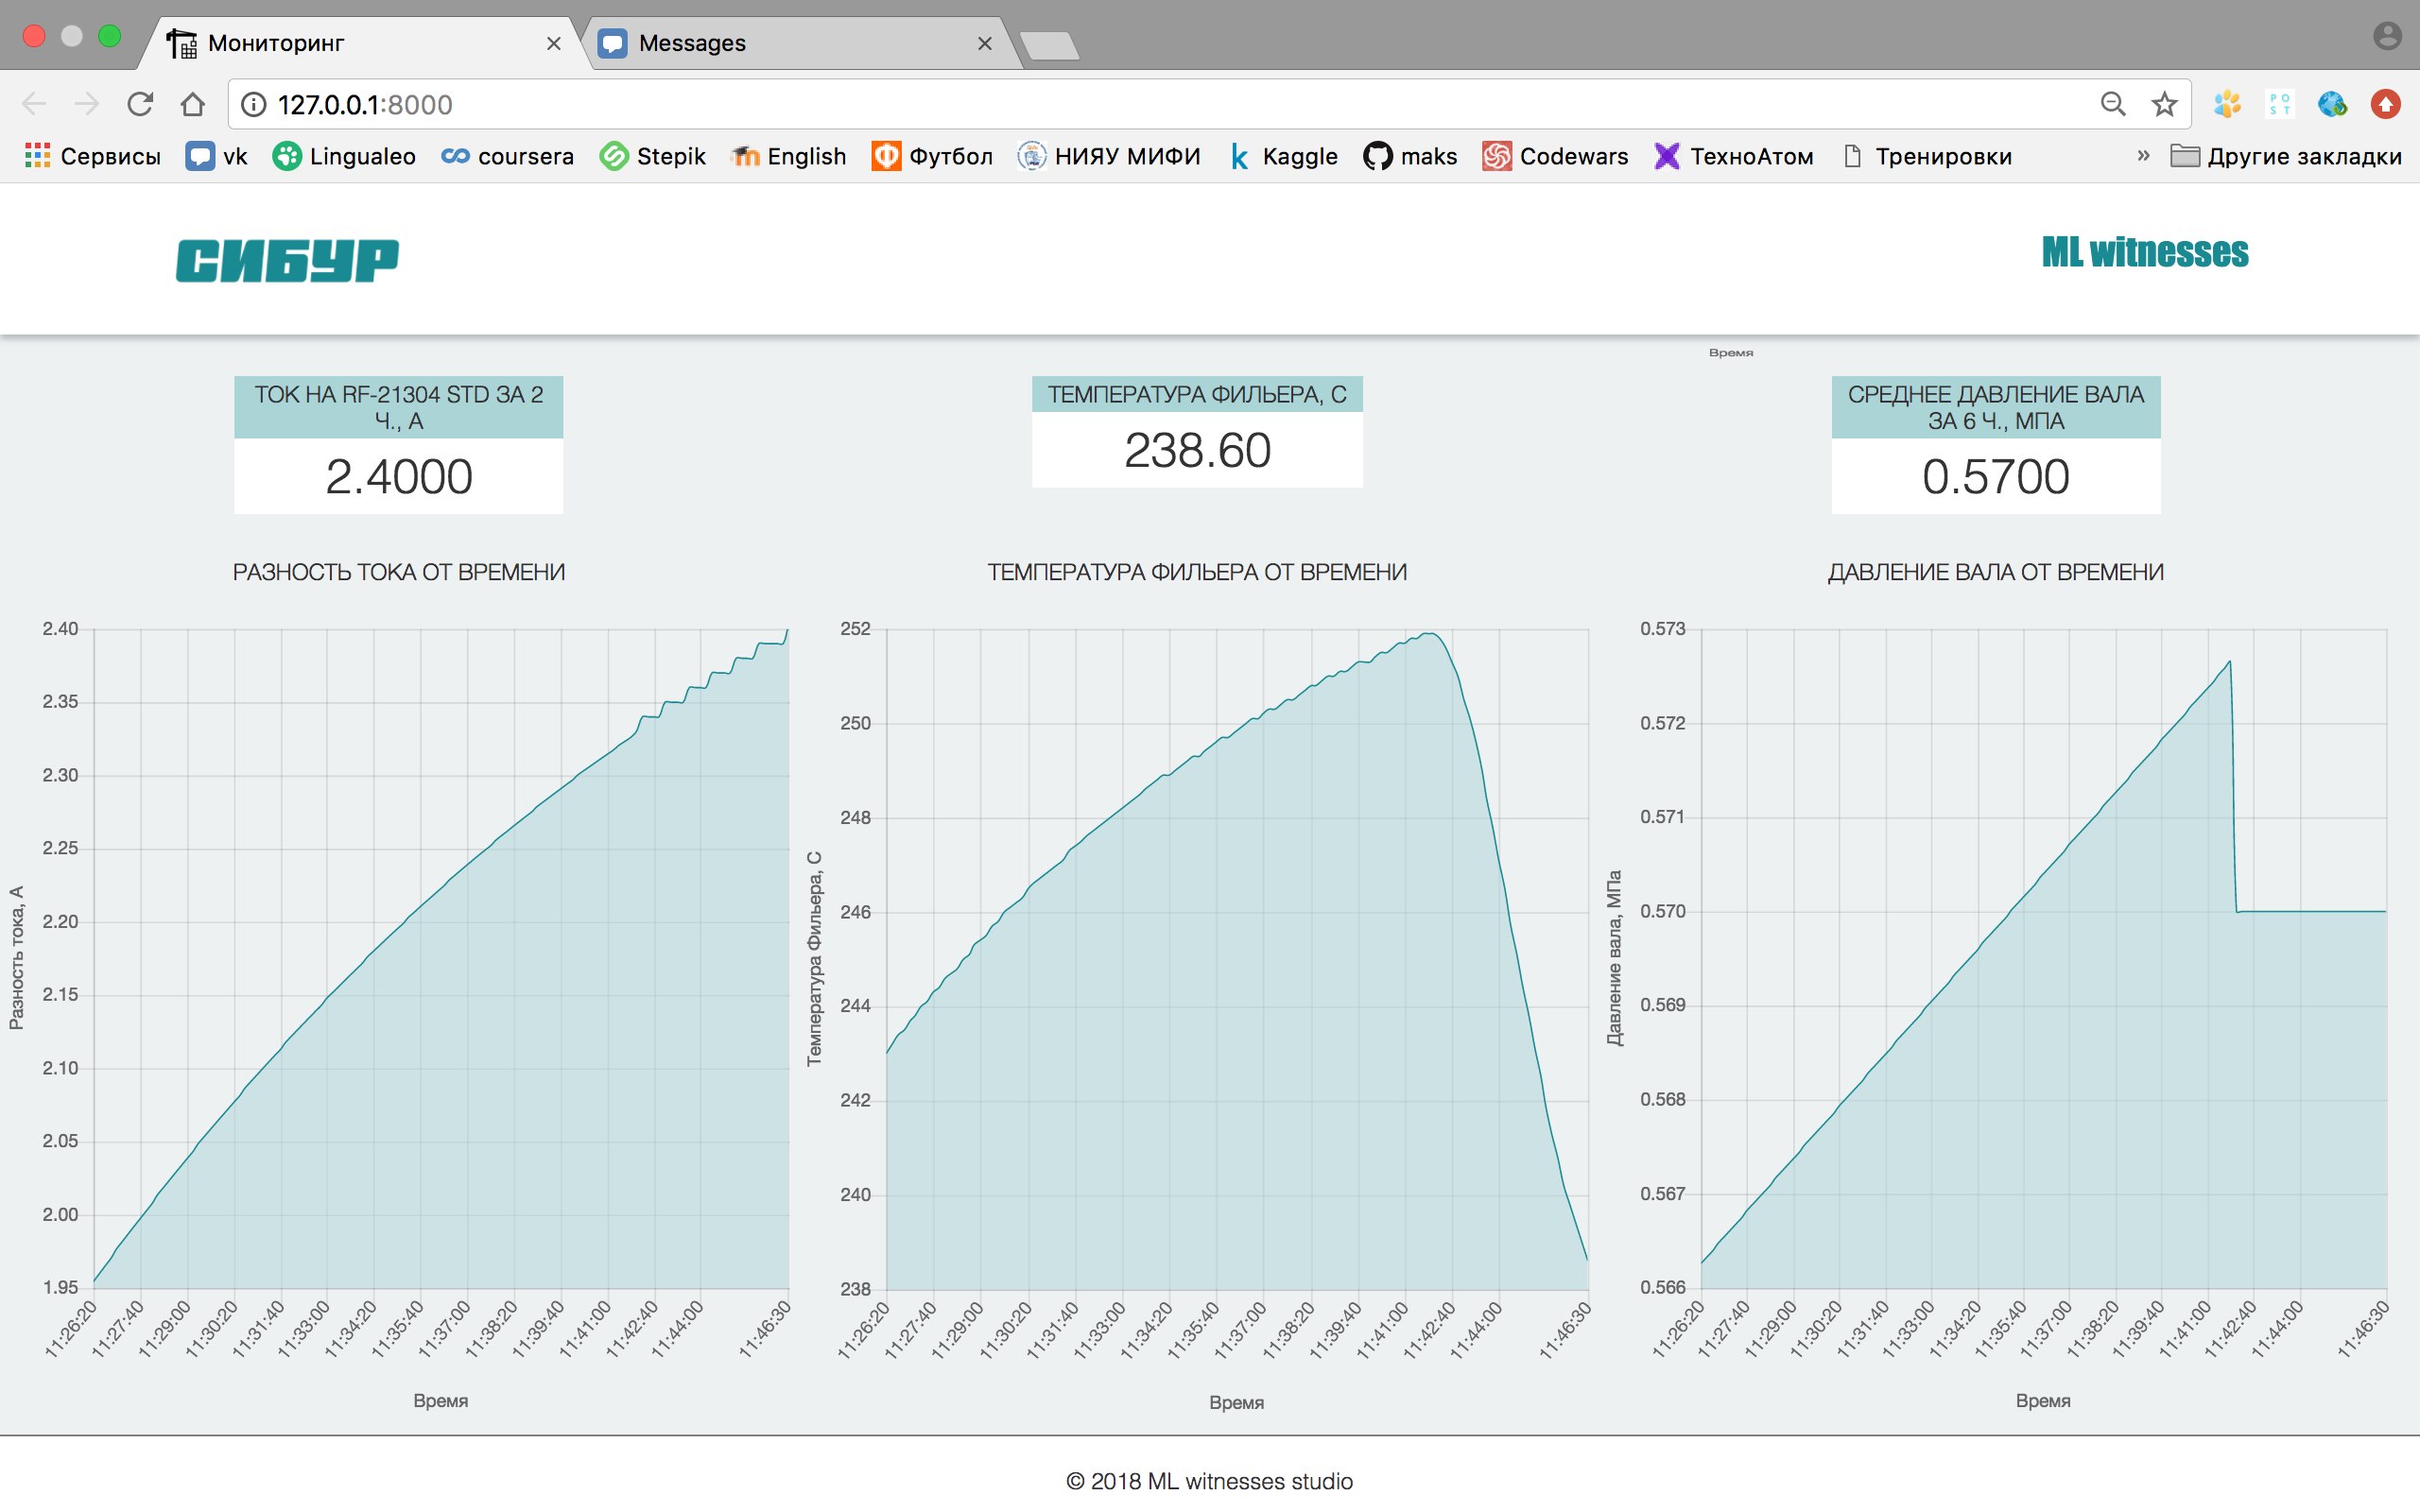 Мониторинг
Messages
127.0.0.1:8000
Сервисы
vk
Lingualeo
coursera
Stepik
English
Футбол
НИЯУ МИФИ
Kaggle
maks
Codewars
ТехноАтом
Тренировки
»
Другие закладки
СИБУР
ML witnesses
Время
ТОК НА RF-21304 STD ЗА 2
Ч., А
2.4000
ТЕМПЕРАТУРА ФИЛЬЕРА, С
238.60
СРЕДНЕЕ ДАВЛЕНИЕ ВАЛА
ЗА 6 Ч., МПА
0.5700
РАЗНОСТЬ ТОКА ОТ ВРЕМЕНИ
Разность тока, А
2.40
2.35
2.30
2.25
2.20
2.15
2.10
2.05
2.00
1.95
11:26:20
11:27:40
11:29:00
11:30:20
11:31:40
11:33:00
11:34:20
11:35:40
11:37:00
11:38:20
11:39:40
11:41:00
11:42:40
11:44:00
11:46:30
Время
ТЕМПЕРАТУРА ФИЛЬЕРА ОТ ВРЕМЕНИ
Температура Фильера, С
252
250
248
246
244
242
240
238
11:26:20
11:27:40
11:29:00
11:30:20
11:31:40
11:33:00
11:34:20
11:35:40
11:37:00
11:38:20
11:39:40
11:41:00
11:42:40
11:44:00
11:46:30
Время
ДАВЛЕНИЕ ВАЛА ОТ ВРЕМЕНИ
Давление вала, МПа
0.573
0.572
0.571
0.570
0.569
0.568
0.567
0.566
11:26:20
11:27:40
11:29:00
11:30:20
11:31:40
11:33:00
11:34:20
11:35:40
11:37:00
11:38:20
11:39:40
11:41:00
11:42:40
11:44:00
11:46:30
Время
© 2018 ML witnesses studio